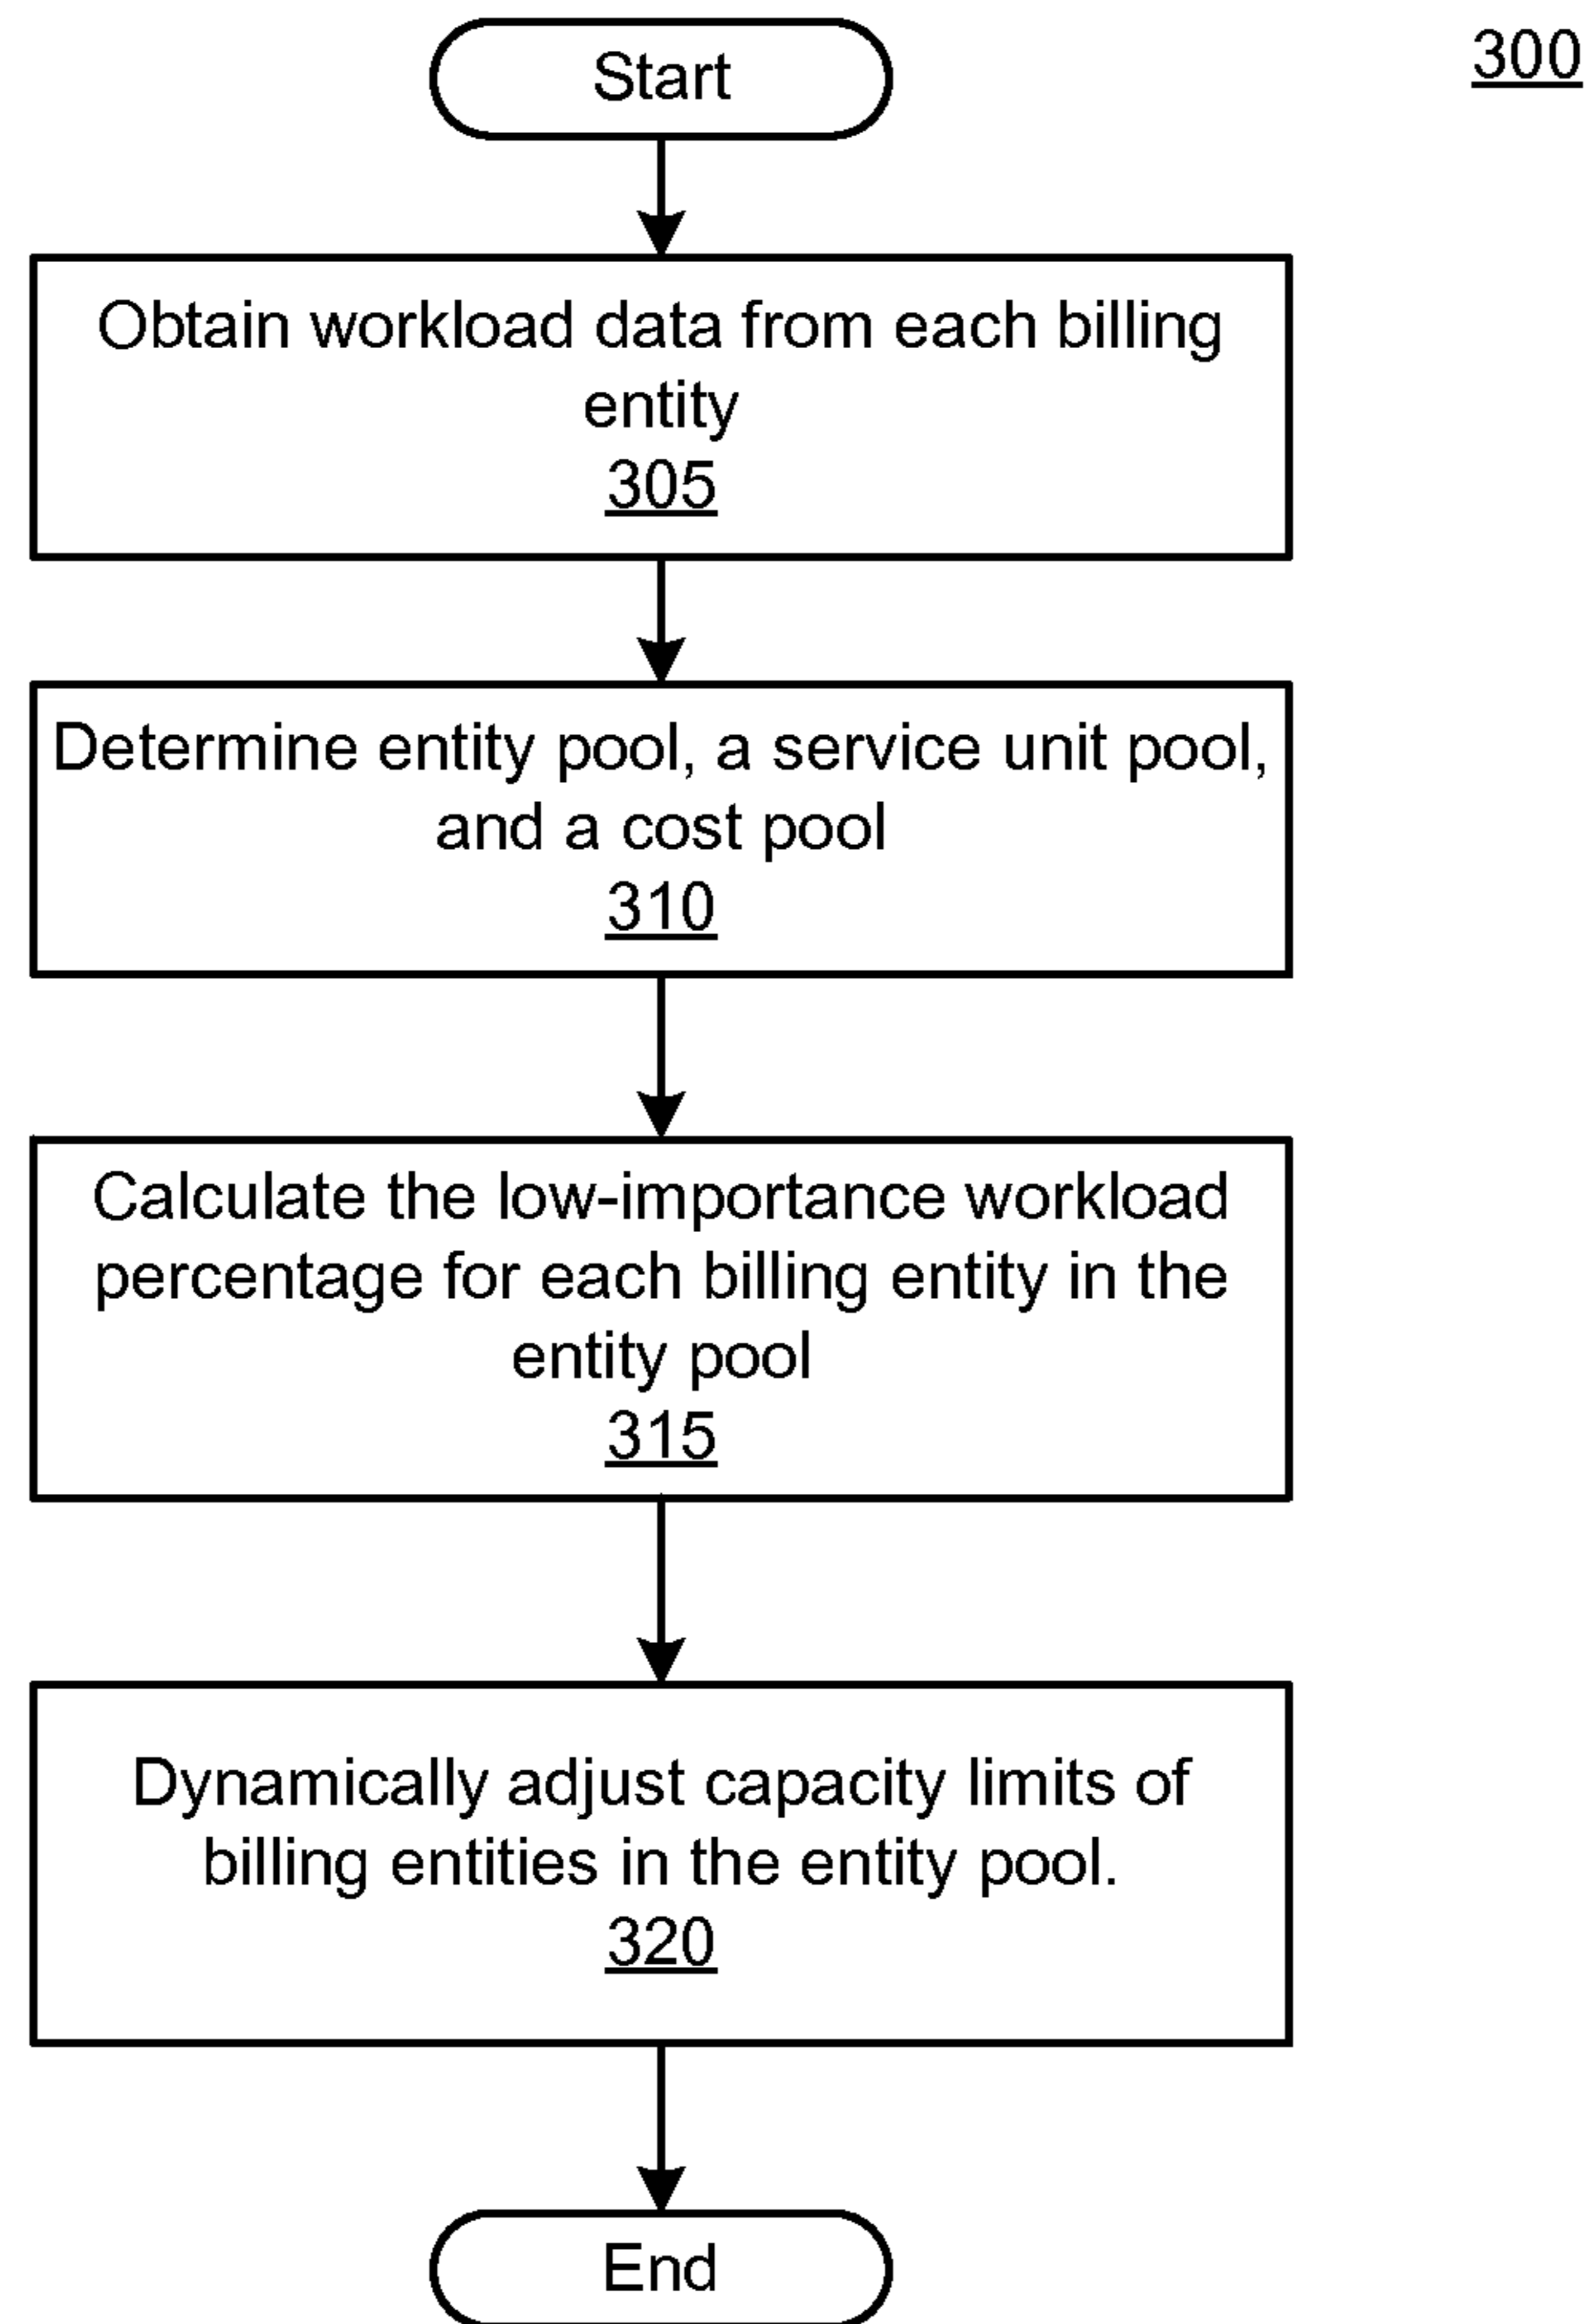 300
Start
Obtain workload data from each billing
entity
305
Determine entity pool, a service unit pool,
and a cost pool
310
Calculate the low-importance workload
percentage for each billing entity in the
entity pool
315
Dynamically adjust capacity limits of
billing entities in the entity pool.
320
End